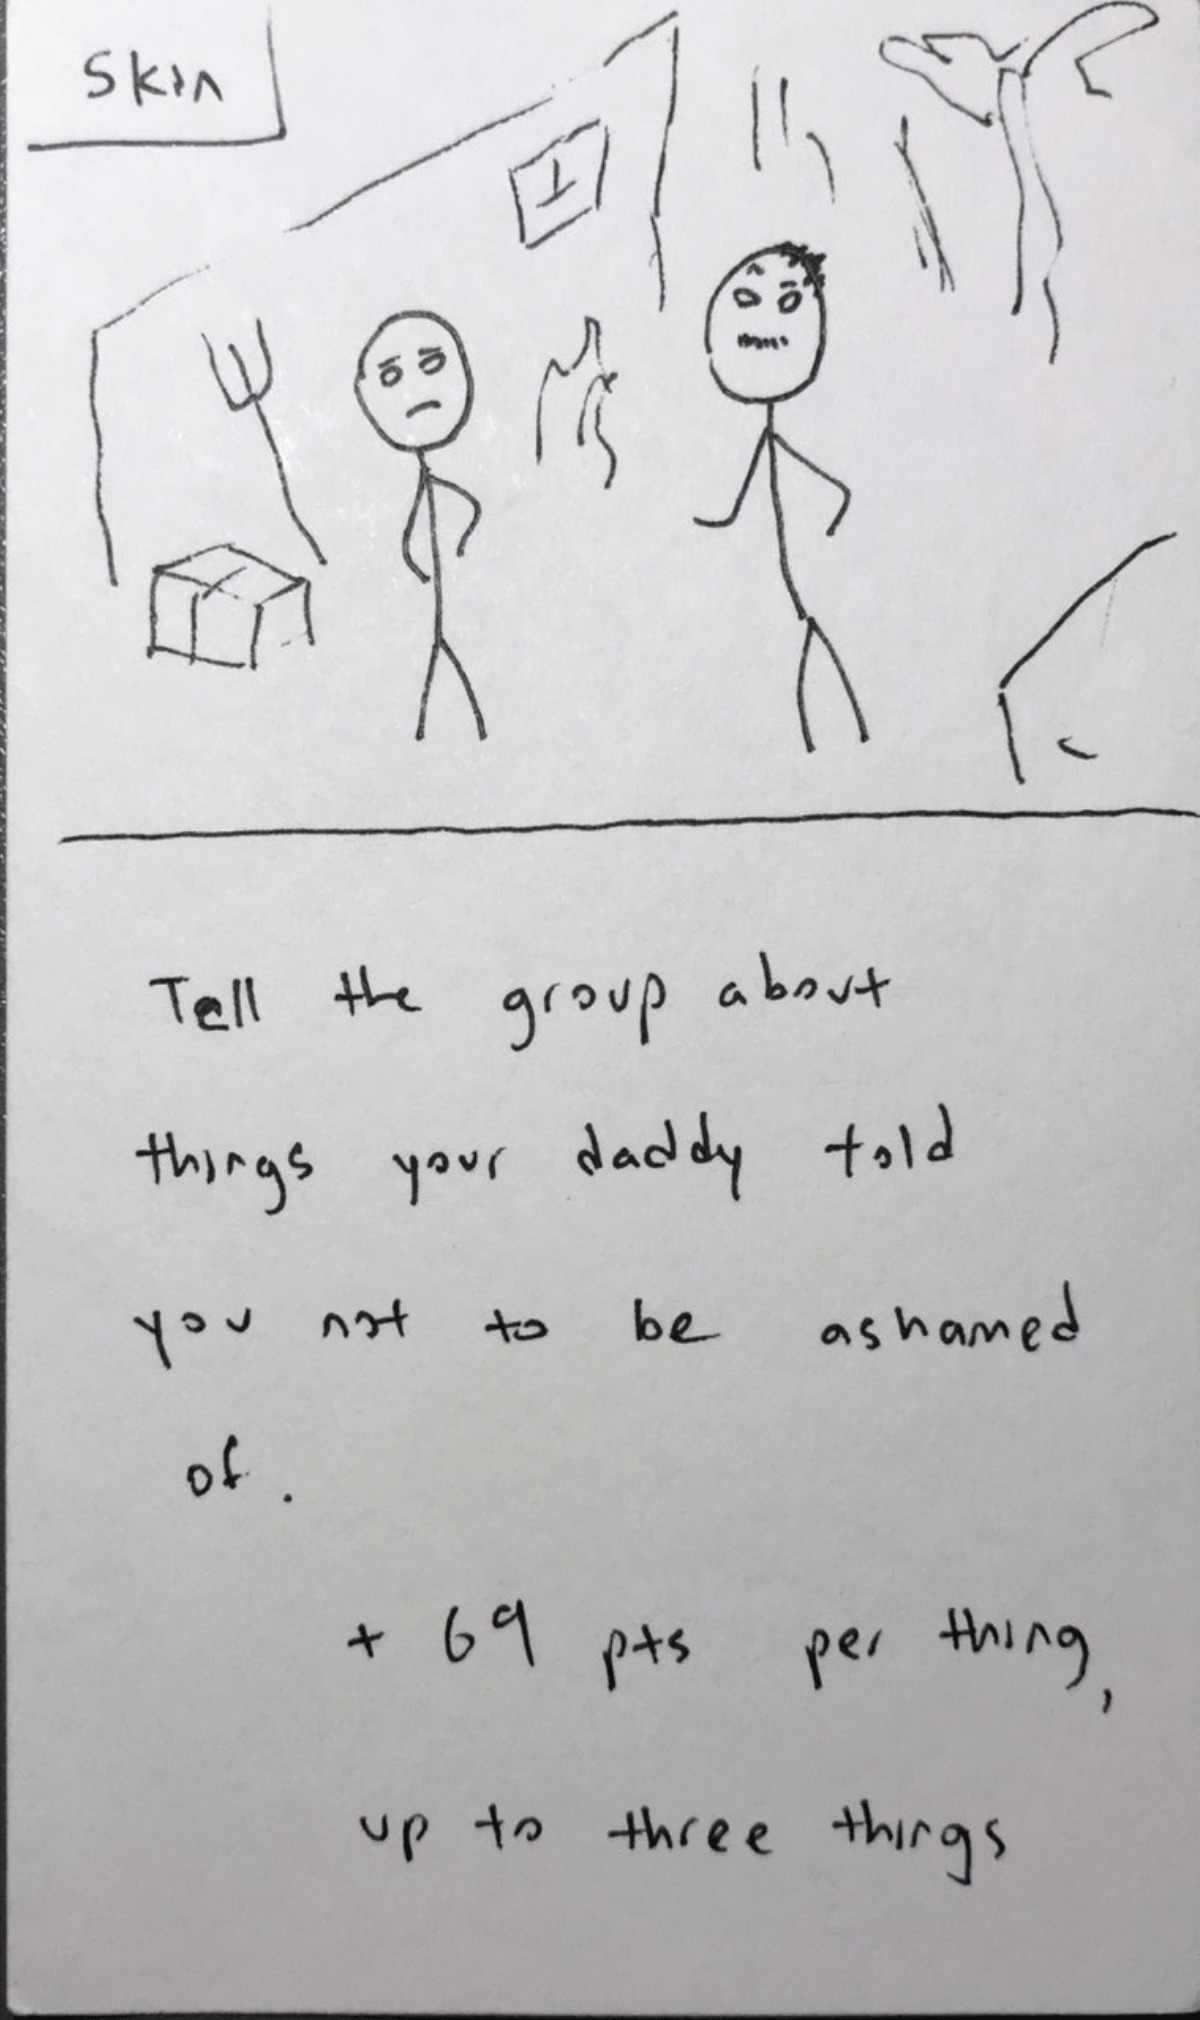 Skin
Tell the group about
things your daddy told
you not to be ashamed
of.
+ 69 pts per thing,
up to three things